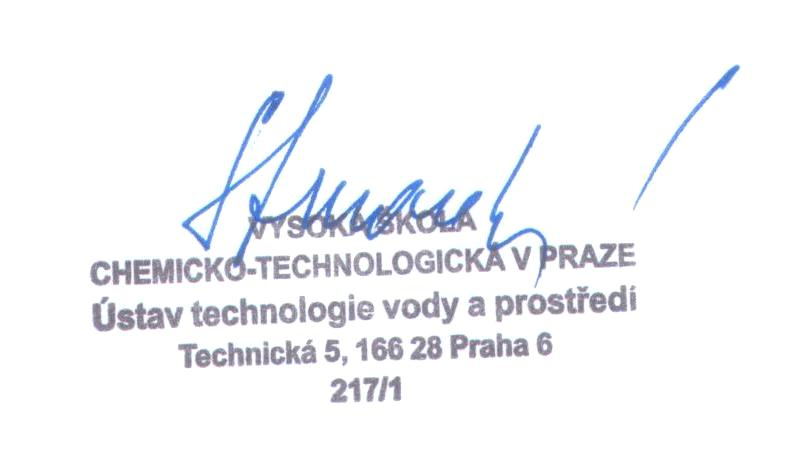 VYSOKÁ ŠKOLA
CHEMICKO-TECHNOLOGICKÁ V PRAZE
Ústav technologie vody a prostředí
Technická 5, 166 28 Praha 6
217/1